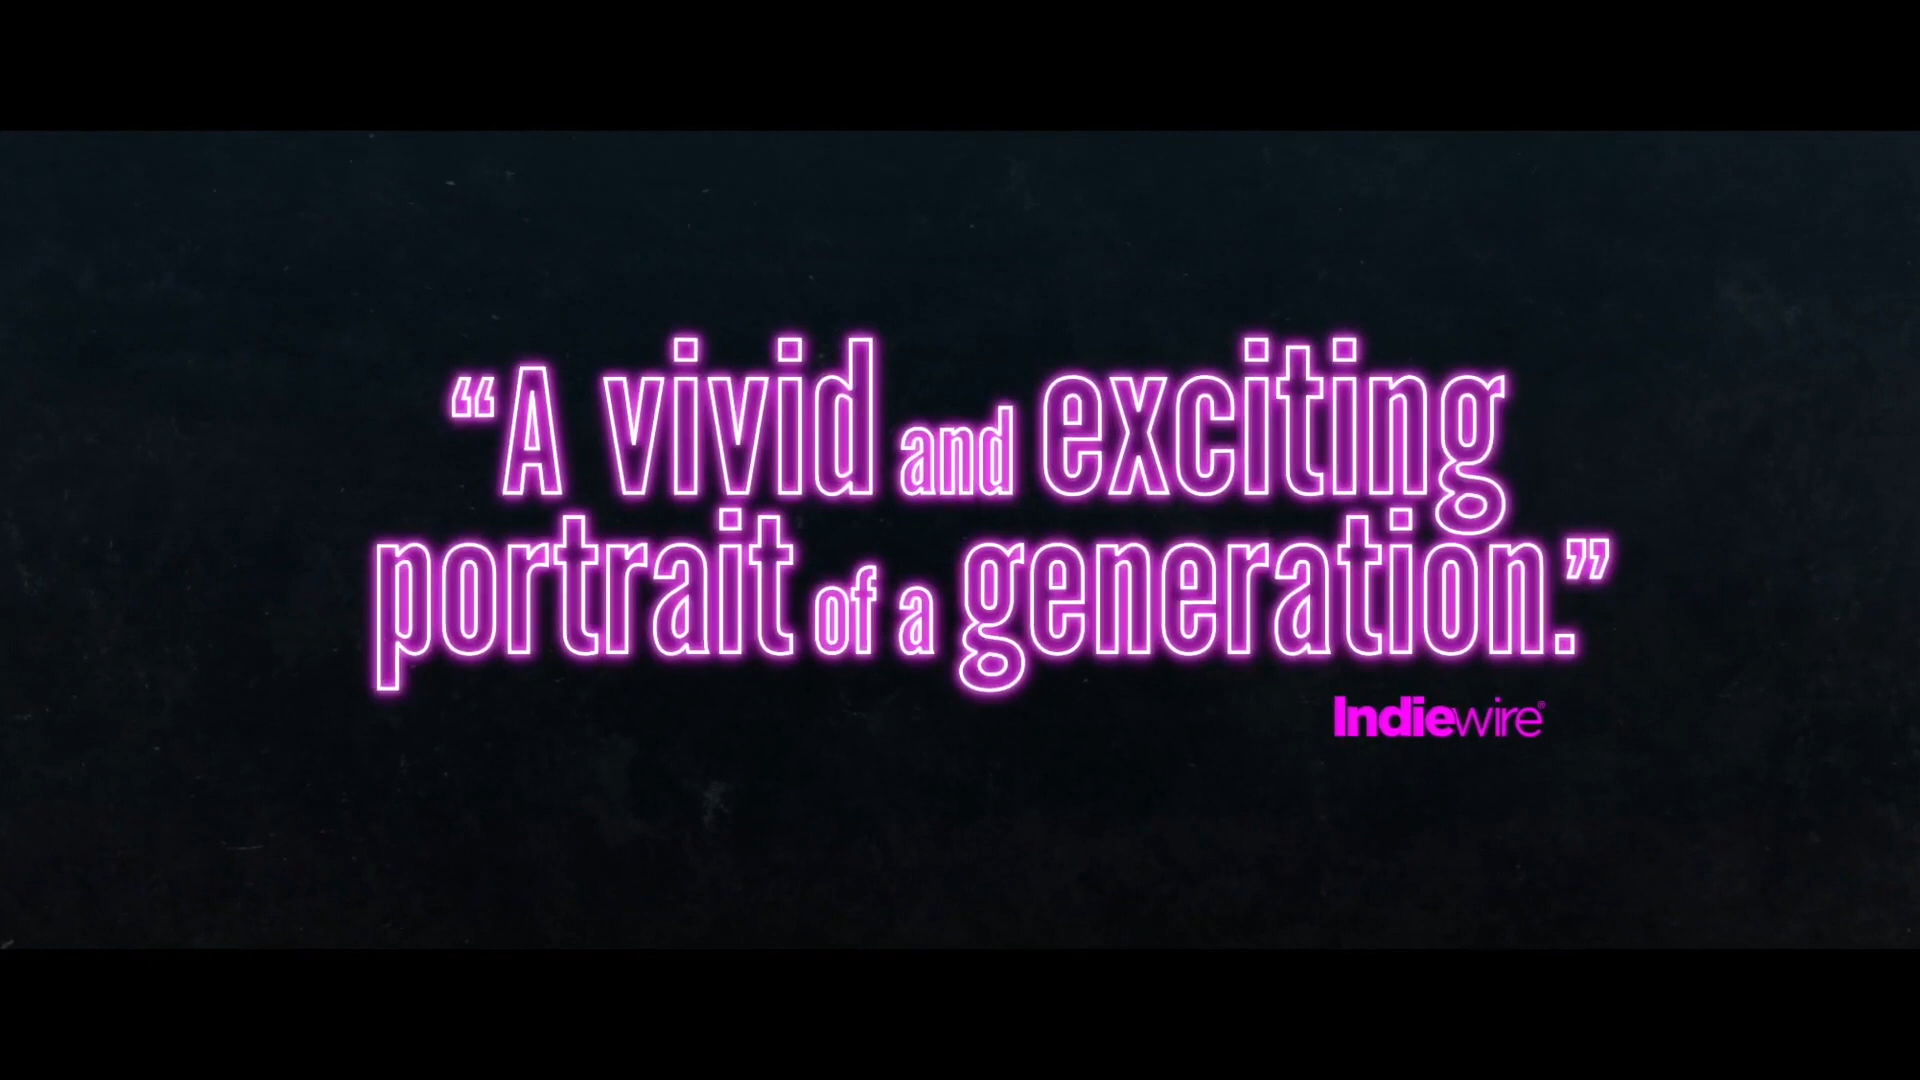 “A vivid and exciting
portrait of a generation.”
Indiewire®